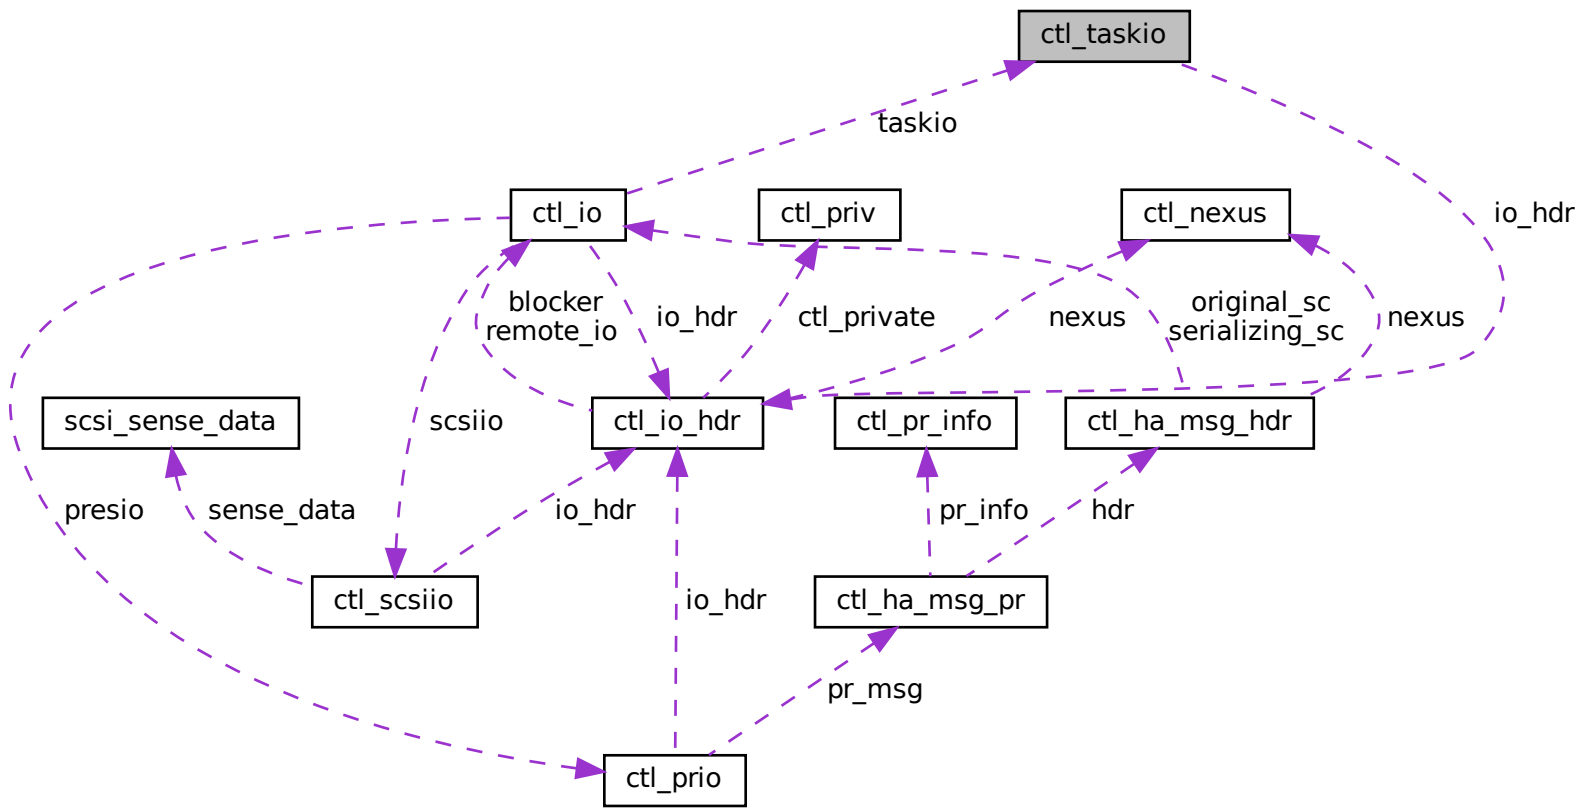 ctl_taskio
taskio
ctl_io
ctl_priv
ctl_nexus
io_hdr
blocker
remote_io
io_hdr
ctl_private
nexus
original_sc
serializing_sc
nexus
scsiio
scsi_sense_data
ctl_io_hdr
ctl_pr_info
ctl_ha_msg_hdr
presio
sense_data
io_hdr
pr_info
hdr
ctl_scsiio
io_hdr
ctl_ha_msg_pr
pr_msg
ctl_prio